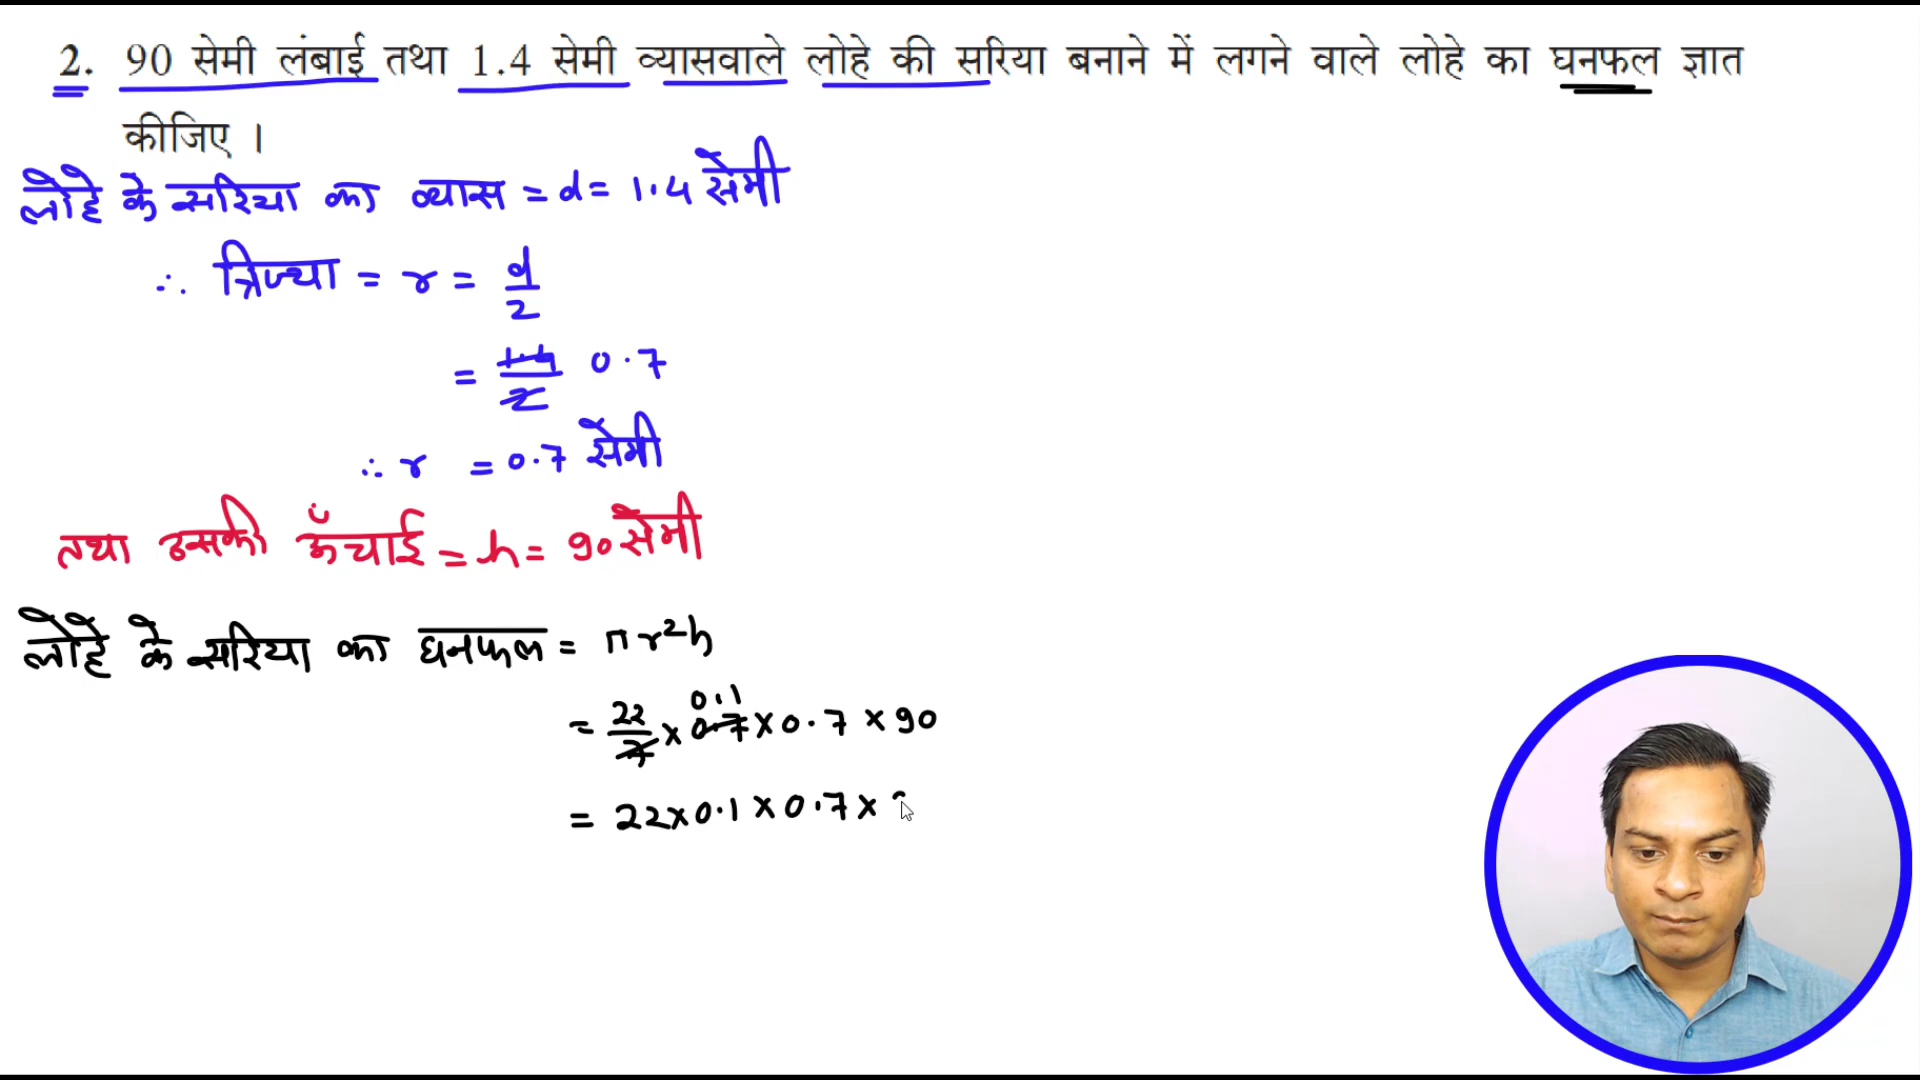 2. 90 सेमी लंबाई तथा 1.4 सेमी व्यासवाले लोहे की सरिया बनाने में लगने वाले लोहे का घनफल ज्ञात
कीजिए ।
लोहे के सरिया का व्यास = d = 1.4 सेमी
∴ त्रिज्या = r = d/2
= 1.4/2 0.7
∴ r = 0.7 सेमी
तथा उसकी ऊँचाई = h = 90 सेमी
लोहे के सरिया का घनफल = πr²h
0.1
= 22/7 × 0.7 × 0.7 × 90
= 22 × 0.1 × 0.7 ×